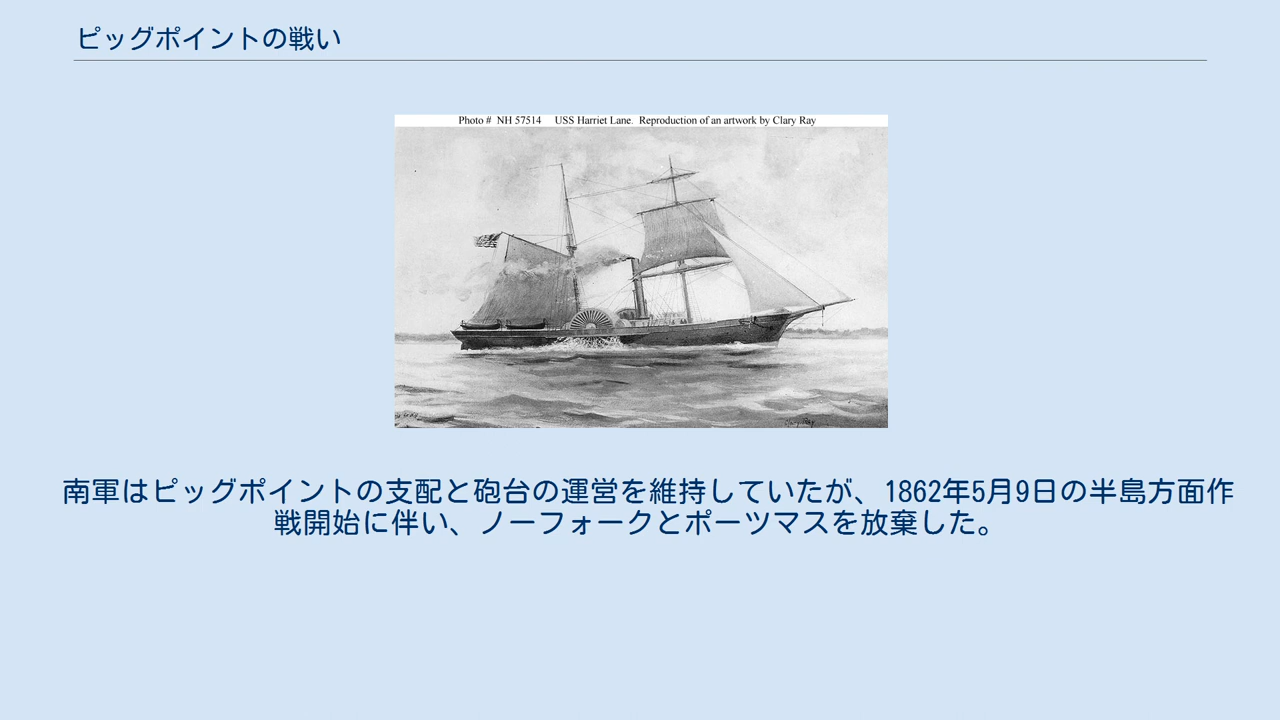 ピッグポイントの戦い
Photo # NH 57514 USS Harriet Lane. Reproduction of an artwork by Clary Ray
Clary Ray
南軍はピッグポイントの支配と砲台の運営を維持していたが、1862年5月9日の半島方面作
戦開始に伴い、ノーフォークとポーツマスを放棄した。